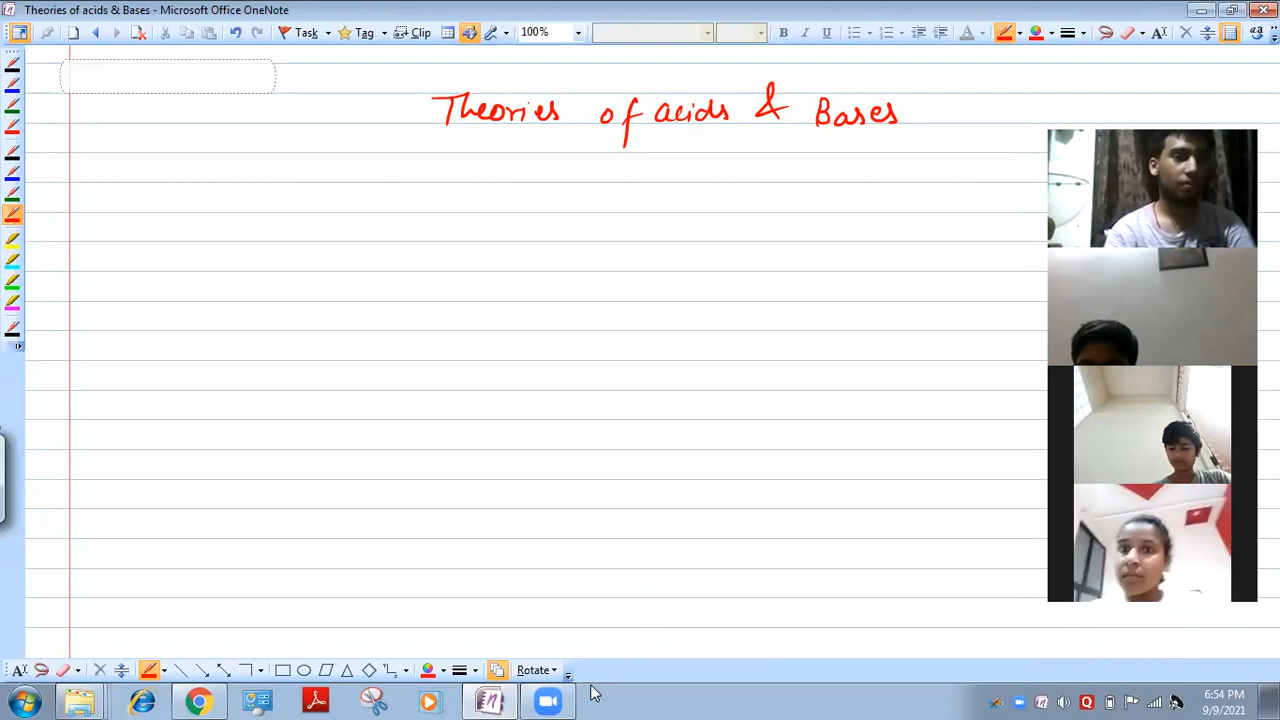 Theories of acids & Bases - Microsoft Office OneNote
Task Tag Clip 100% B I U A
Theories of acids & Bases
Rotate
6:54 PM
9/9/2021